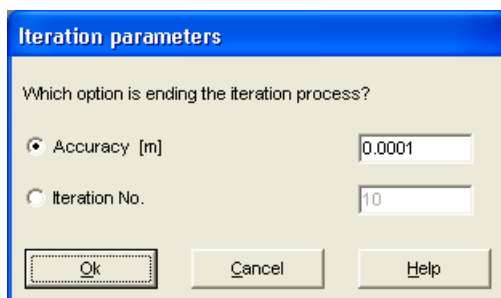 Iteration parameters
Which option is ending the iteration process?
Accuracy [m] 0.0001
Iteration No. 10
Ok Cancel Help